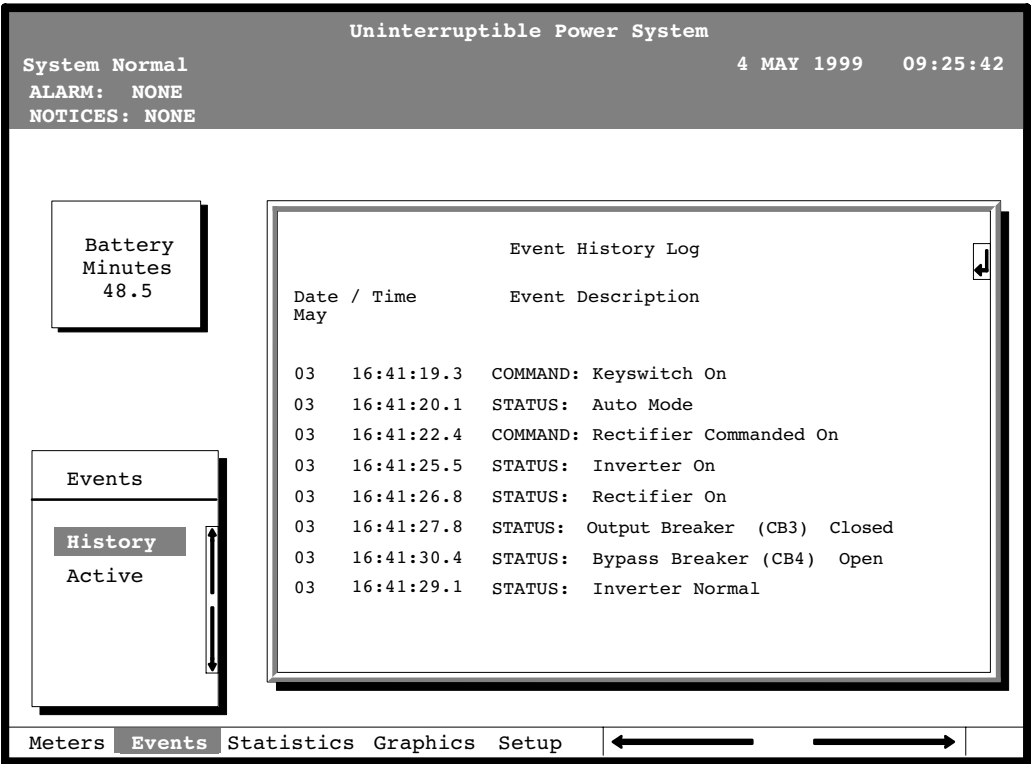 Uninterruptible Power System
System Normal 4 MAY 1999 09:25:42
ALARM: NONE
NOTICES: NONE
Battery
Minutes
48.5
Event History Log
Date / Time Event Description
May
03 16:41:19.3 COMMAND: Keyswitch On
03 16:41:20.1 STATUS: Auto Mode
03 16:41:22.4 COMMAND: Rectifier Commanded On
03 16:41:25.5 STATUS: Inverter On
03 16:41:26.8 STATUS: Rectifier On
03 16:41:27.8 STATUS: Output Breaker (CB3) Closed
03 16:41:30.4 STATUS: Bypass Breaker (CB4) Open
03 16:41:29.1 STATUS: Inverter Normal
Events
History
Active
Meters Events Statistics Graphics Setup